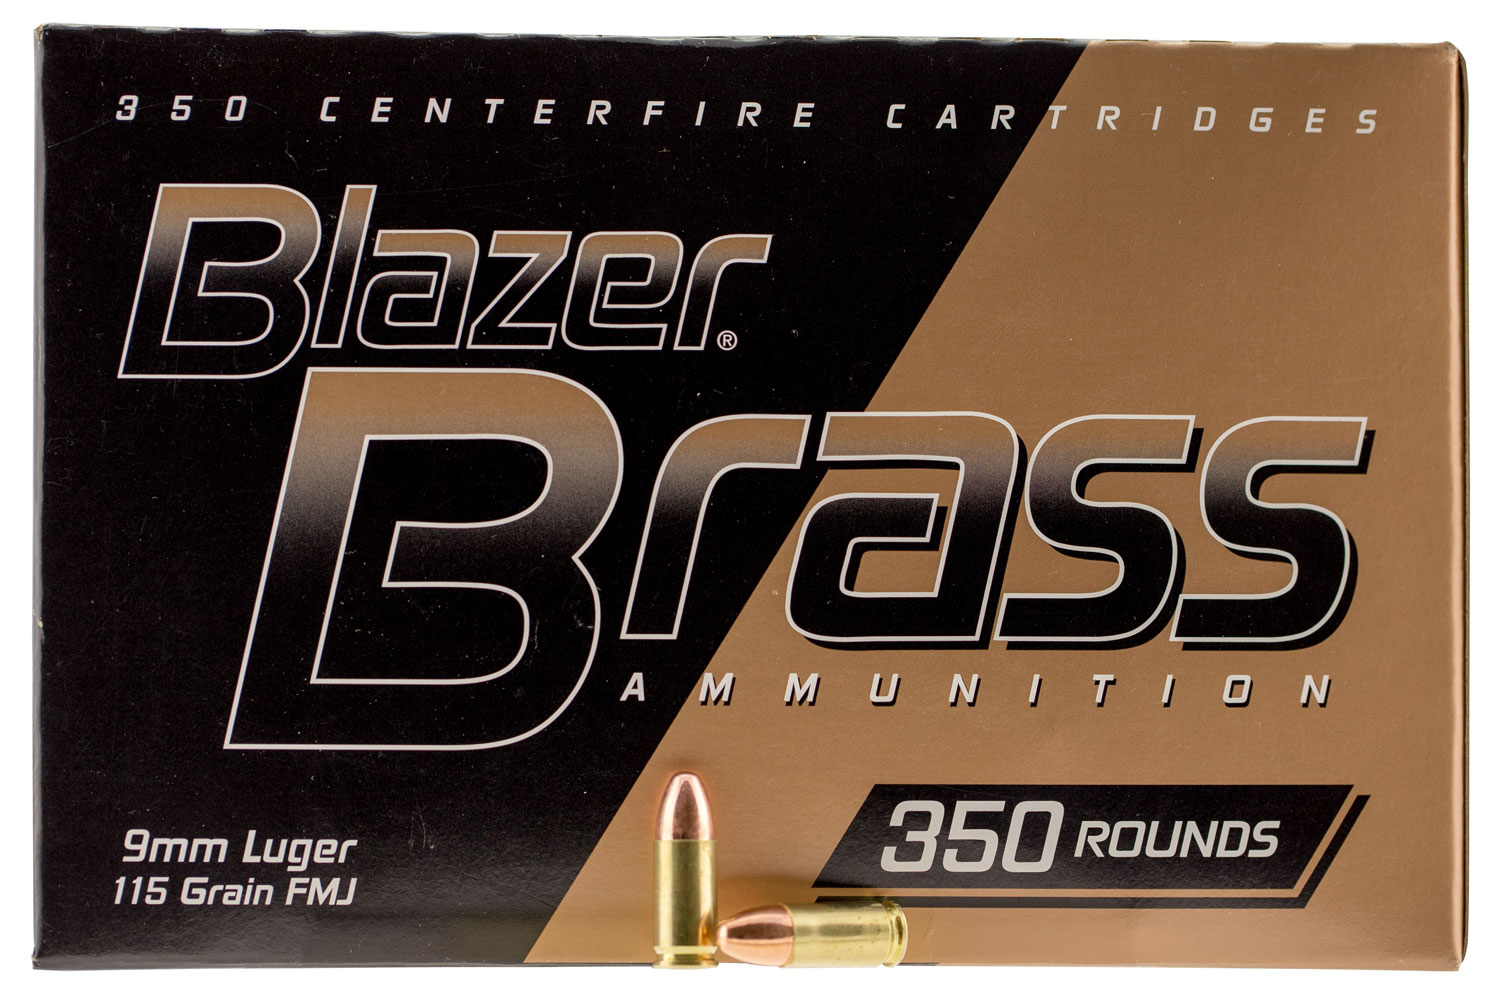 350 CENTERFIRE CARTRIDGES
Blazer®
Brass
AMMUNITION
350 ROUNDS
9mm Luger
115 Grain FMJ